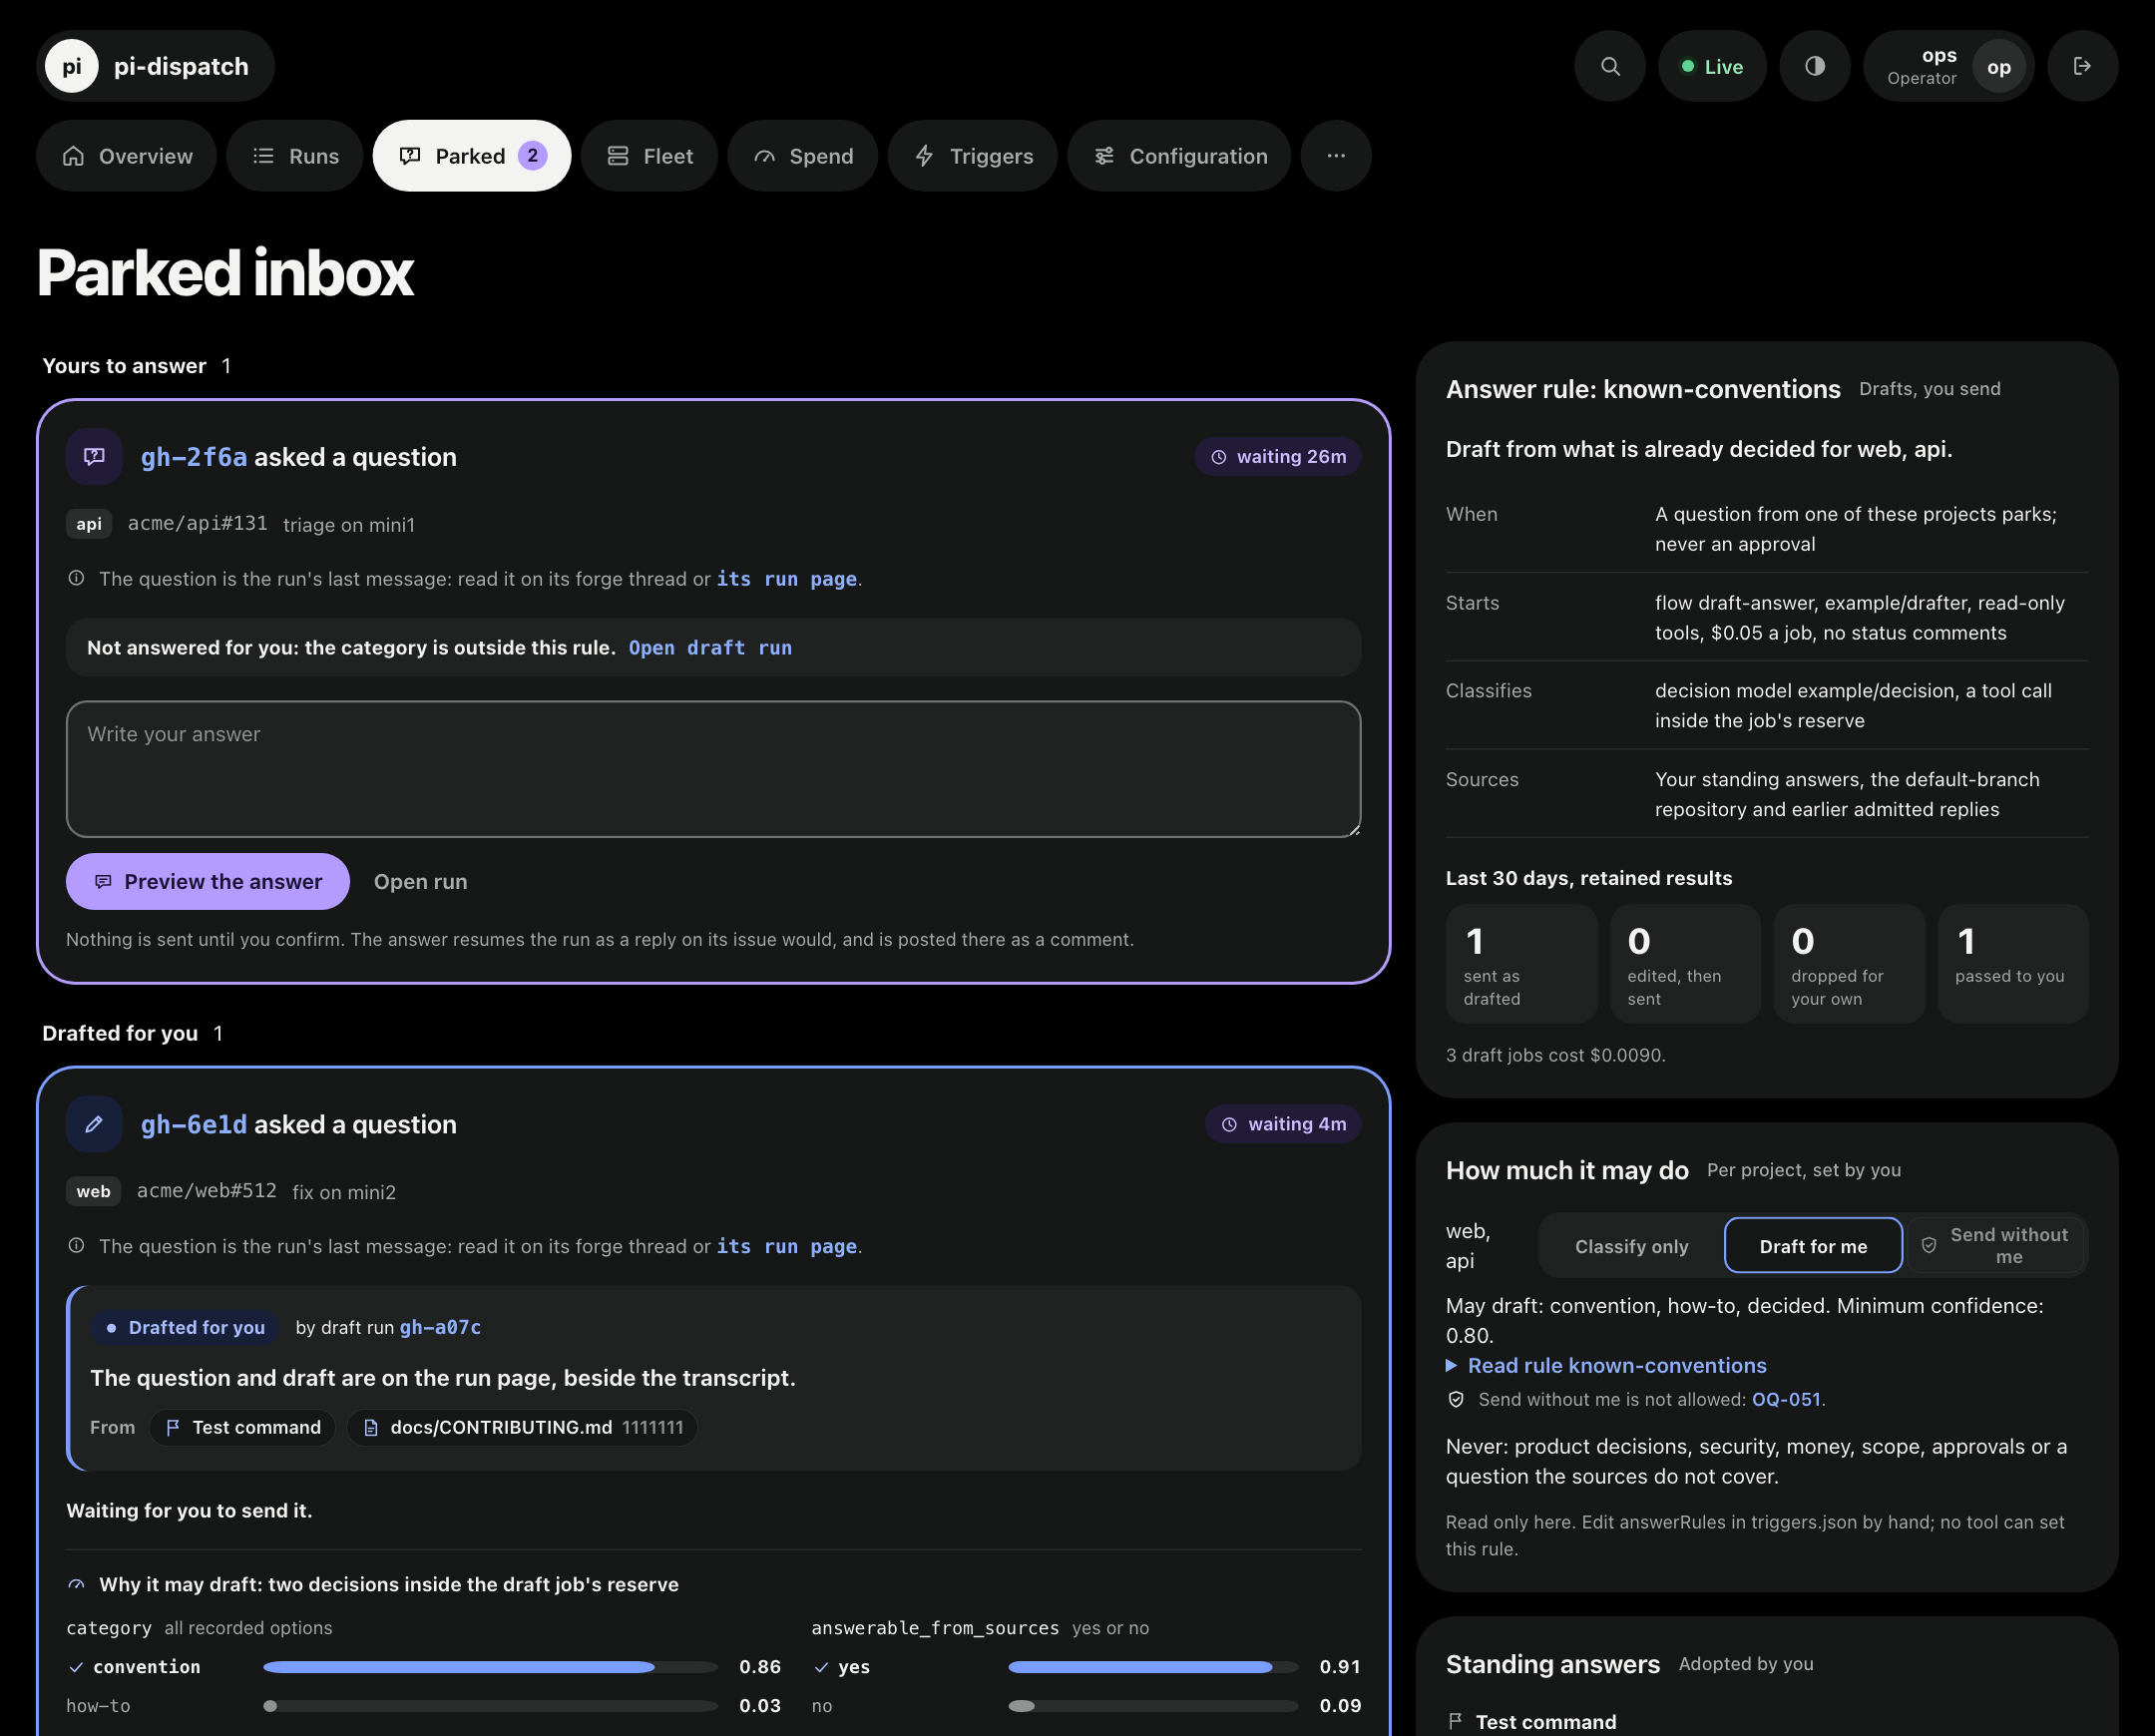 pi pi-dispatch
Live
ops
Operator
op
Overview
Runs
Parked 2
Fleet
Spend
Triggers
Configuration
Parked inbox
Yours to answer 1
gh-2f6a asked a question
waiting 26m
api acme/api#131 triage on mini1
The question is the run's last message: read it on its forge thread or its run page.
Not answered for you: the category is outside this rule. Open draft run
Write your answer
Preview the answer
Open run
Nothing is sent until you confirm. The answer resumes the run as a reply on its issue would, and is posted there as a comment.
Drafted for you 1
gh-6e1d asked a question
waiting 4m
web acme/web#512 fix on mini2
The question is the run's last message: read it on its forge thread or its run page.
Drafted for you by draft run gh-a07c
The question and draft are on the run page, beside the transcript.
From Test command docs/CONTRIBUTING.md 1111111
Waiting for you to send it.
Why it may draft: two decisions inside the draft job's reserve
category all recorded options
convention 0.86
how-to 0.03
answerable_from_sources yes or no
yes 0.91
no 0.09
Answer rule: known-conventions Drafts, you send
Draft from what is already decided for web, api.
When
A question from one of these projects parks;
never an approval
Starts
flow draft-answer, example/drafter, read-only
tools, $0.05 a job, no status comments
Classifies
decision model example/decision, a tool call
inside the job's reserve
Sources
Your standing answers, the default-branch
repository and earlier admitted replies
Last 30 days, retained results
1
sent as
drafted
0
edited, then
sent
0
dropped for
your own
1
passed to you
3 draft jobs cost $0.0090.
How much it may do Per project, set by you
web,
api
Classify only
Draft for me
Send without
me
May draft: convention, how-to, decided. Minimum confidence:
0.80.
Read rule known-conventions
Send without me is not allowed: OQ-051.
Never: product decisions, security, money, scope, approvals or a
question the sources do not cover.
Read only here. Edit answerRules in triggers.json by hand; no tool can set
this rule.
Standing answers Adopted by you
Test command